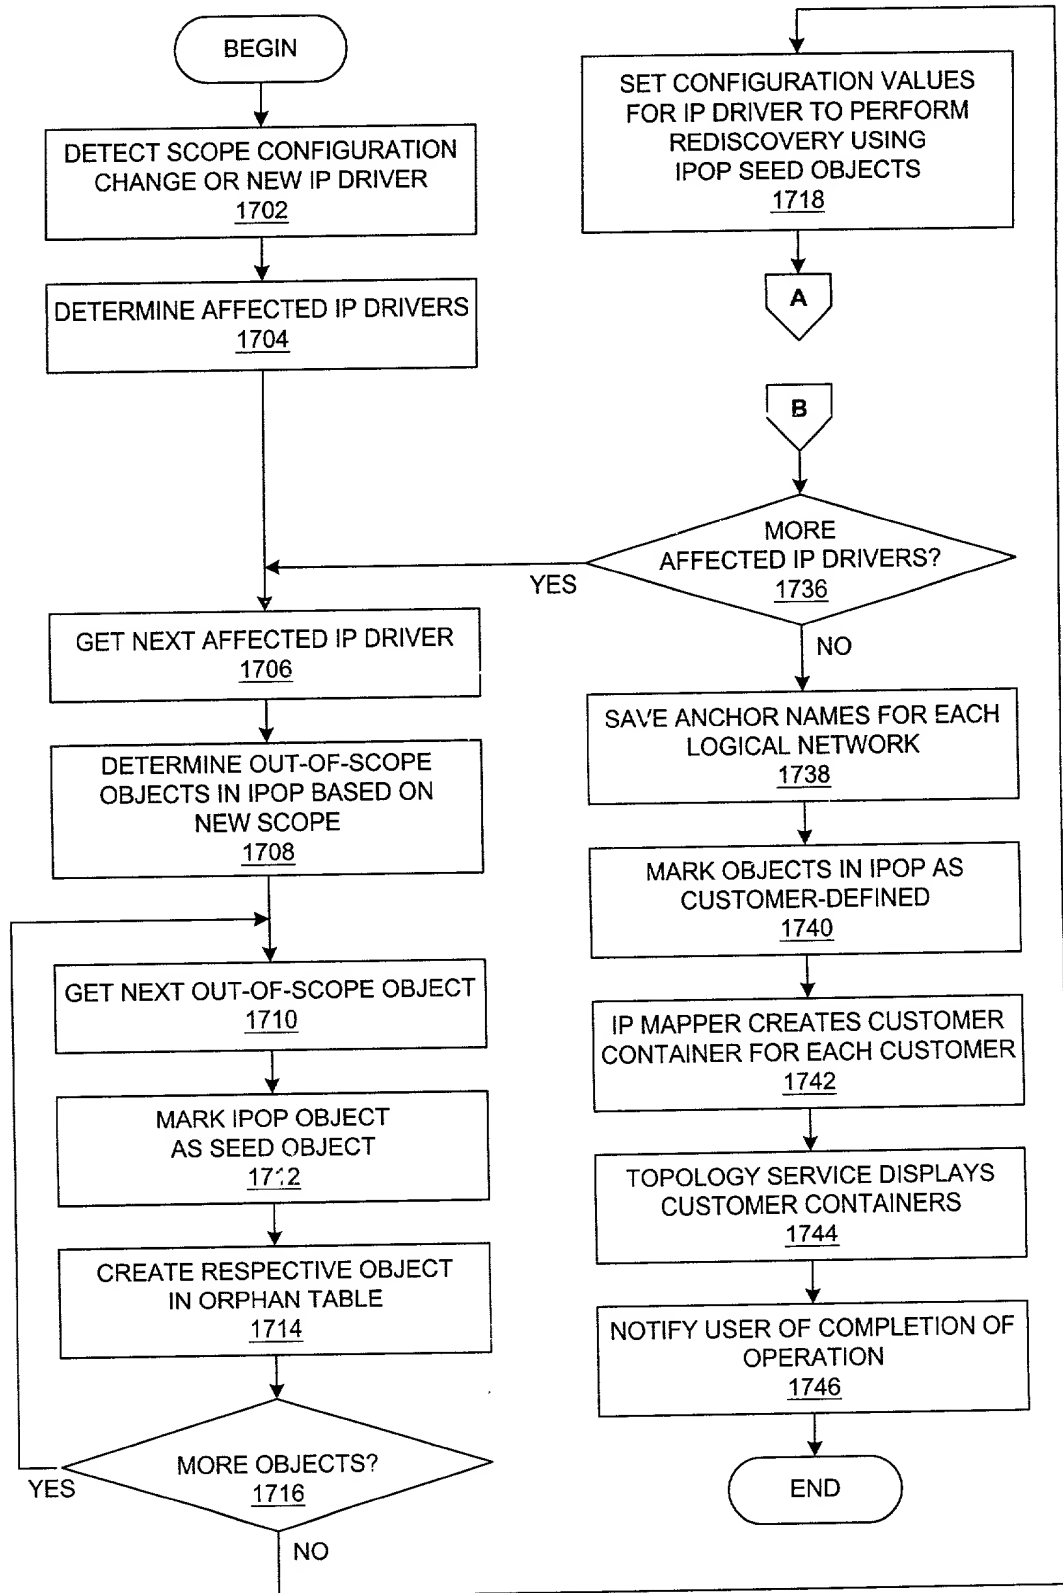 BEGIN
DETECT SCOPE CONFIGURATION
CHANGE OR NEW IP DRIVER
1702
DETERMINE AFFECTED IP DRIVERS
1704
GET NEXT AFFECTED IP DRIVER
1706
DETERMINE OUT-OF-SCOPE
OBJECTS IN IPOP BASED ON
NEW SCOPE
1708
GET NEXT OUT-OF-SCOPE OBJECT
1710
MARK IPOP OBJECT
AS SEED OBJECT
1712
CREATE RESPECTIVE OBJECT
IN ORPHAN TABLE
1714
MORE OBJECTS?
1716
YES
NO
SET CONFIGURATION VALUES
FOR IP DRIVER TO PERFORM
REDISCOVERY USING
IPOP SEED OBJECTS
1718
A
B
MORE
AFFECTED IP DRIVERS?
1736
YES
NO
SAVE ANCHOR NAMES FOR EACH
LOGICAL NETWORK
1738
MARK OBJECTS IN IPOP AS
CUSTOMER-DEFINED
1740
IP MAPPER CREATES CUSTOMER
CONTAINER FOR EACH CUSTOMER
1742
TOPOLOGY SERVICE DISPLAYS
CUSTOMER CONTAINERS
1744
NOTIFY USER OF COMPLETION OF
OPERATION
1746
END